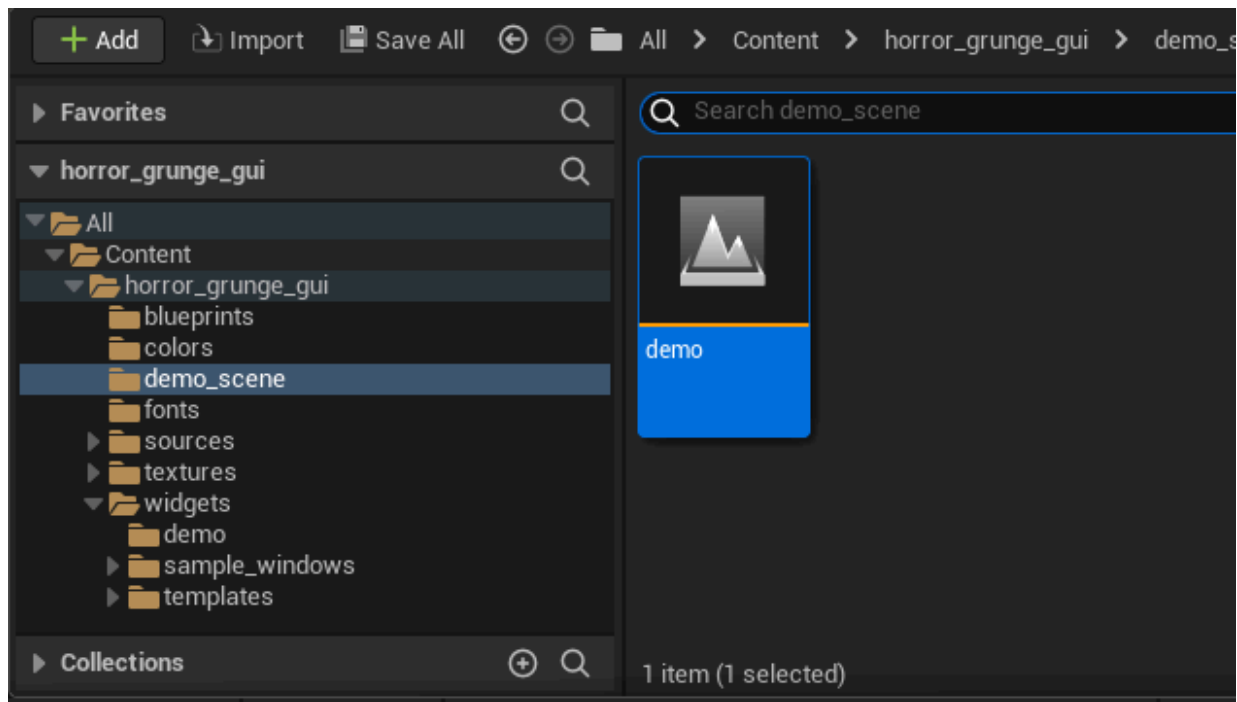 Add Import Save All All Content horror_grunge_gui demo_s
Favorites
horror_grunge_gui
All
Content
horror_grunge_gui
blueprints
colors
demo_scene
fonts
sources
textures
widgets
demo
sample_windows
templates
Collections
Search demo_scene
demo
1 item (1 selected)